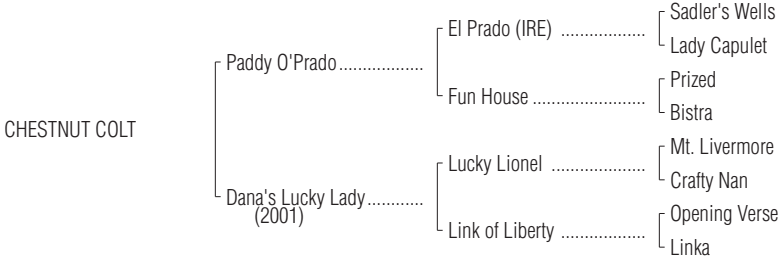 Sadler's Wells
El Prado (IRE) ...................
Lady Capulet
Paddy O'Prado..................
Prized
Fun House .........................
Bistra
CHESTNUT COLT
Mt. Livermore
Lucky Lionel .....................
Crafty Nan
Dana's Lucky Lady............
(2001)
Opening Verse
Link of Liberty ...................
Linka